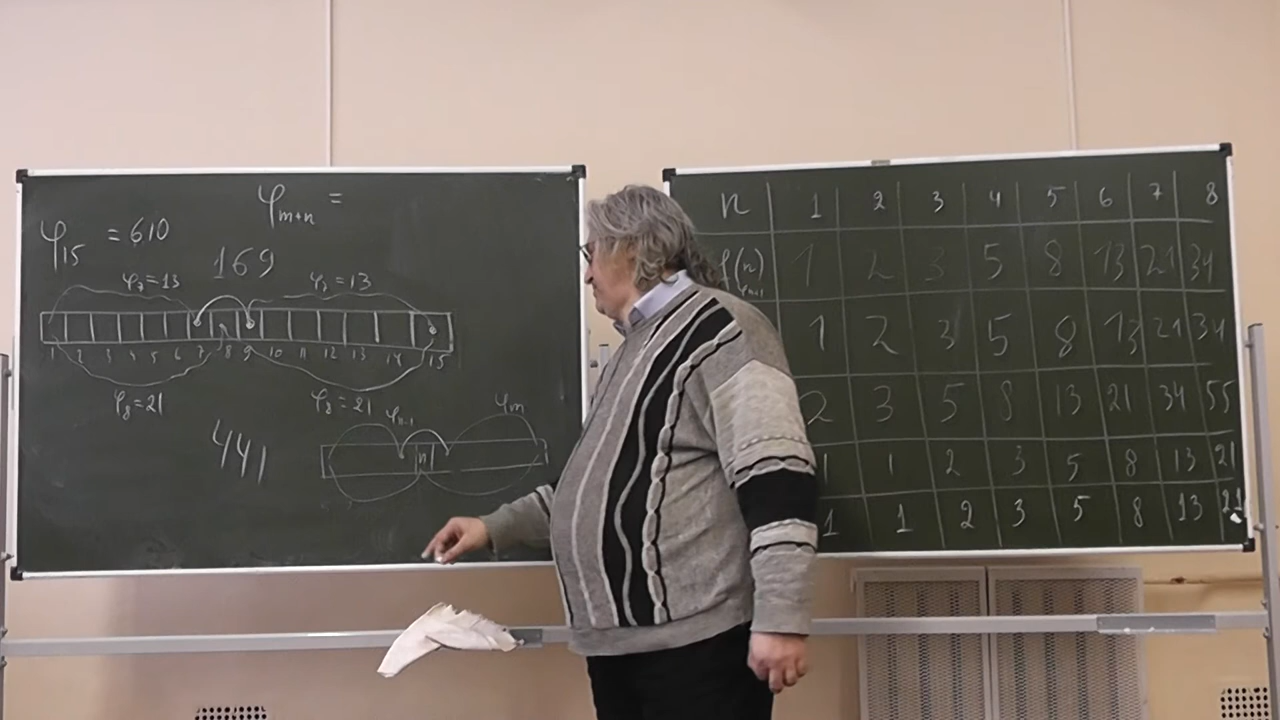 φ_{m+n} =
φ_{15} = 610
169
φ_7 = 13 φ_7 = 13
1 2 3 4 5 6 7 8 9 10 11 12 13 14 15
φ_8 = 21 φ_8 = 21
441
φ_{n-1} φ_m
n
n 1 2 3 4 5 6 7 8
(n) 1 2 3 5 8 13 21 34
φ_{n+1}
1 2 3 5 8 13 21 34
2 3 5 8 13 21 34 55
1 1 2 3 5 8 13 21
1 1 2 3 5 8 13 21